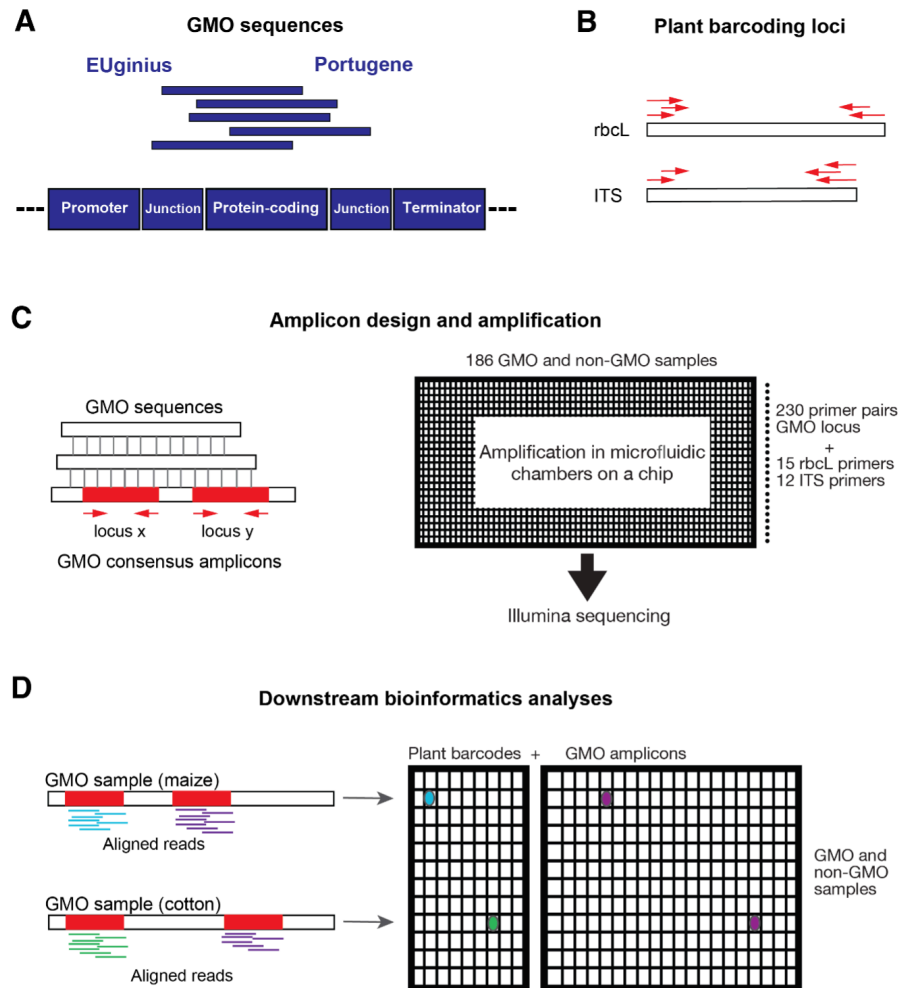 A
GMO sequences
EUginius
Portugene
Promoter
Junction
Protein-coding
Junction
Terminator
B
Plant barcoding loci
rbcL
ITS
C
Amplicon design and amplification
GMO sequences
locus x
locus y
GMO consensus amplicons
186 GMO and non-GMO samples
Amplification in microfluidic
chambers on a chip
230 primer pairs
GMO locus
+
15 rbcL primers
12 ITS primers
Illumina sequencing
D
Downstream bioinformatics analyses
GMO sample (maize)
Aligned reads
GMO sample (cotton)
Aligned reads
Plant barcodes + GMO amplicons
GMO and
non-GMO
samples